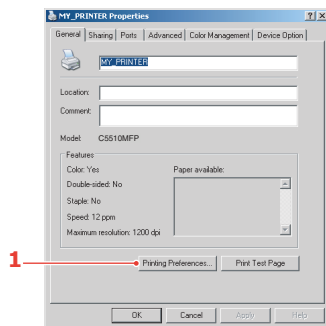 MY_PRINTER Properties
General Sharing Ports Advanced Color Management Device Option
MY_PRINTER
Location:
Comment:
Model: C5510MFP
Features
Color: Yes
Paper available:
Double-sided: No
Staple: No
Speed: 12 ppm
Maximum resolution: 1200 dpi
1
Printing Preferences... Print Test Page
OK Cancel Apply Help